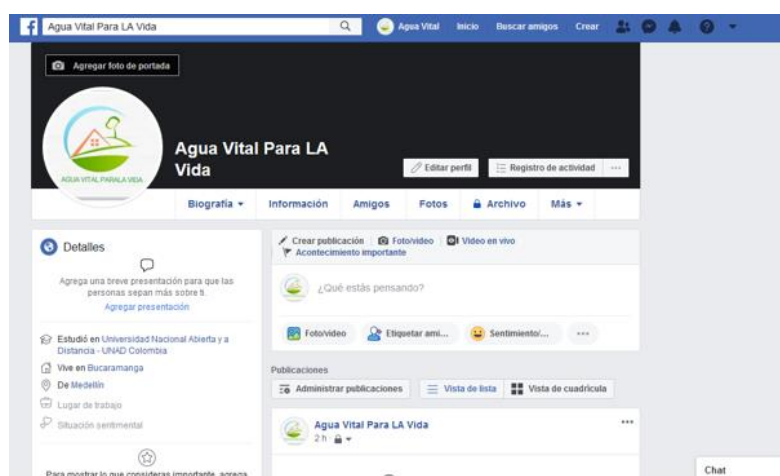 Agua Vital Para LA Vida
Agua Vital Inicio Buscar amigos Crear
Agregar foto de portada
AGUA VITAL PARA LA VIDA
Agua Vital Para LA
Vida
Editar perfil Registro de actividad ...
Biografía Información Amigos Fotos Archivo Más
Detalles
Agrega una breve presentación para que las
personas sepan más sobre ti.
Agregar presentación
Estudió en Universidad Nacional Abierta y a
Distancia - UNAD Colombia
Vive en Bucaramanga
De Medellín
Lugar de trabajo
Situación sentimental
Para mostrar lo que consideras importante, agrega
Crear publicación Foto/video Video en vivo
Acontecimiento importante
¿Qué estás pensando?
Foto/video Etiquetar ami... Sentimiento/... ...
Publicaciones
Administrar publicaciones Vista de lista Vista de cuadrícula
Agua Vital Para LA Vida ...
2 h
Chat